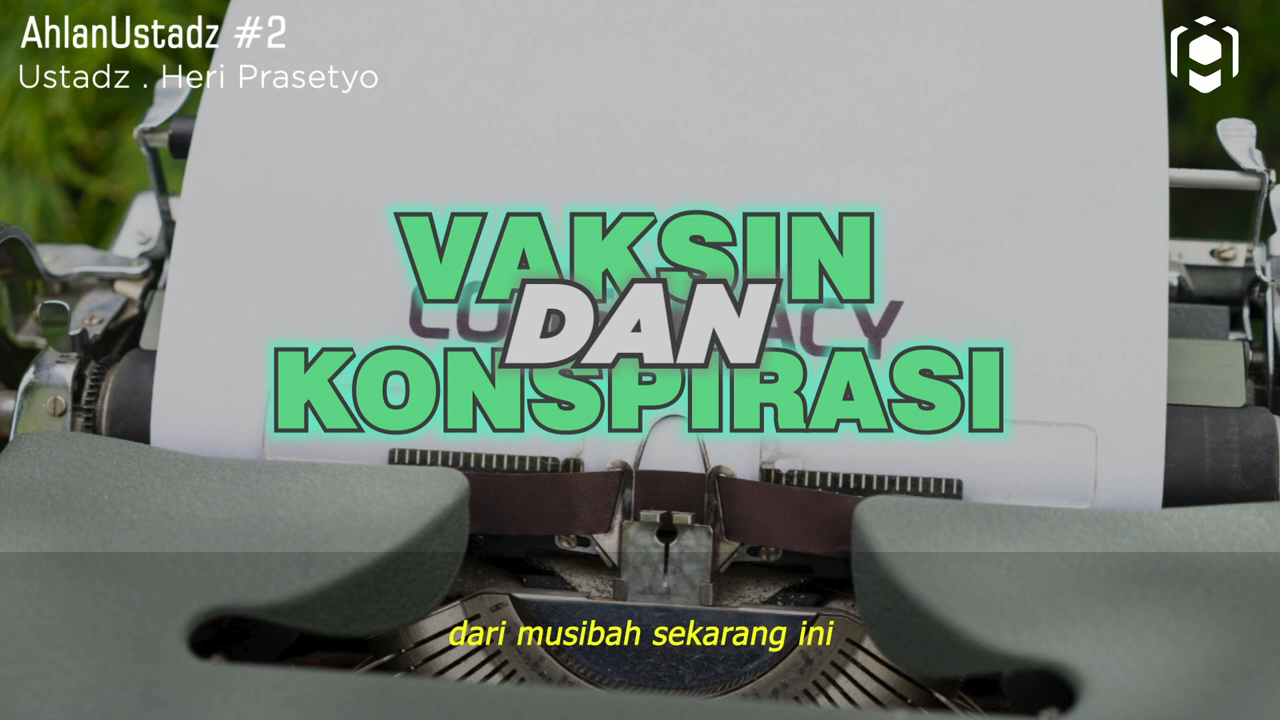 AhlanUstadz #2
Ustadz . Heri Prasetyo
VAKSIN
DAN
KONSPIRASI
dari musibah sekarang ini